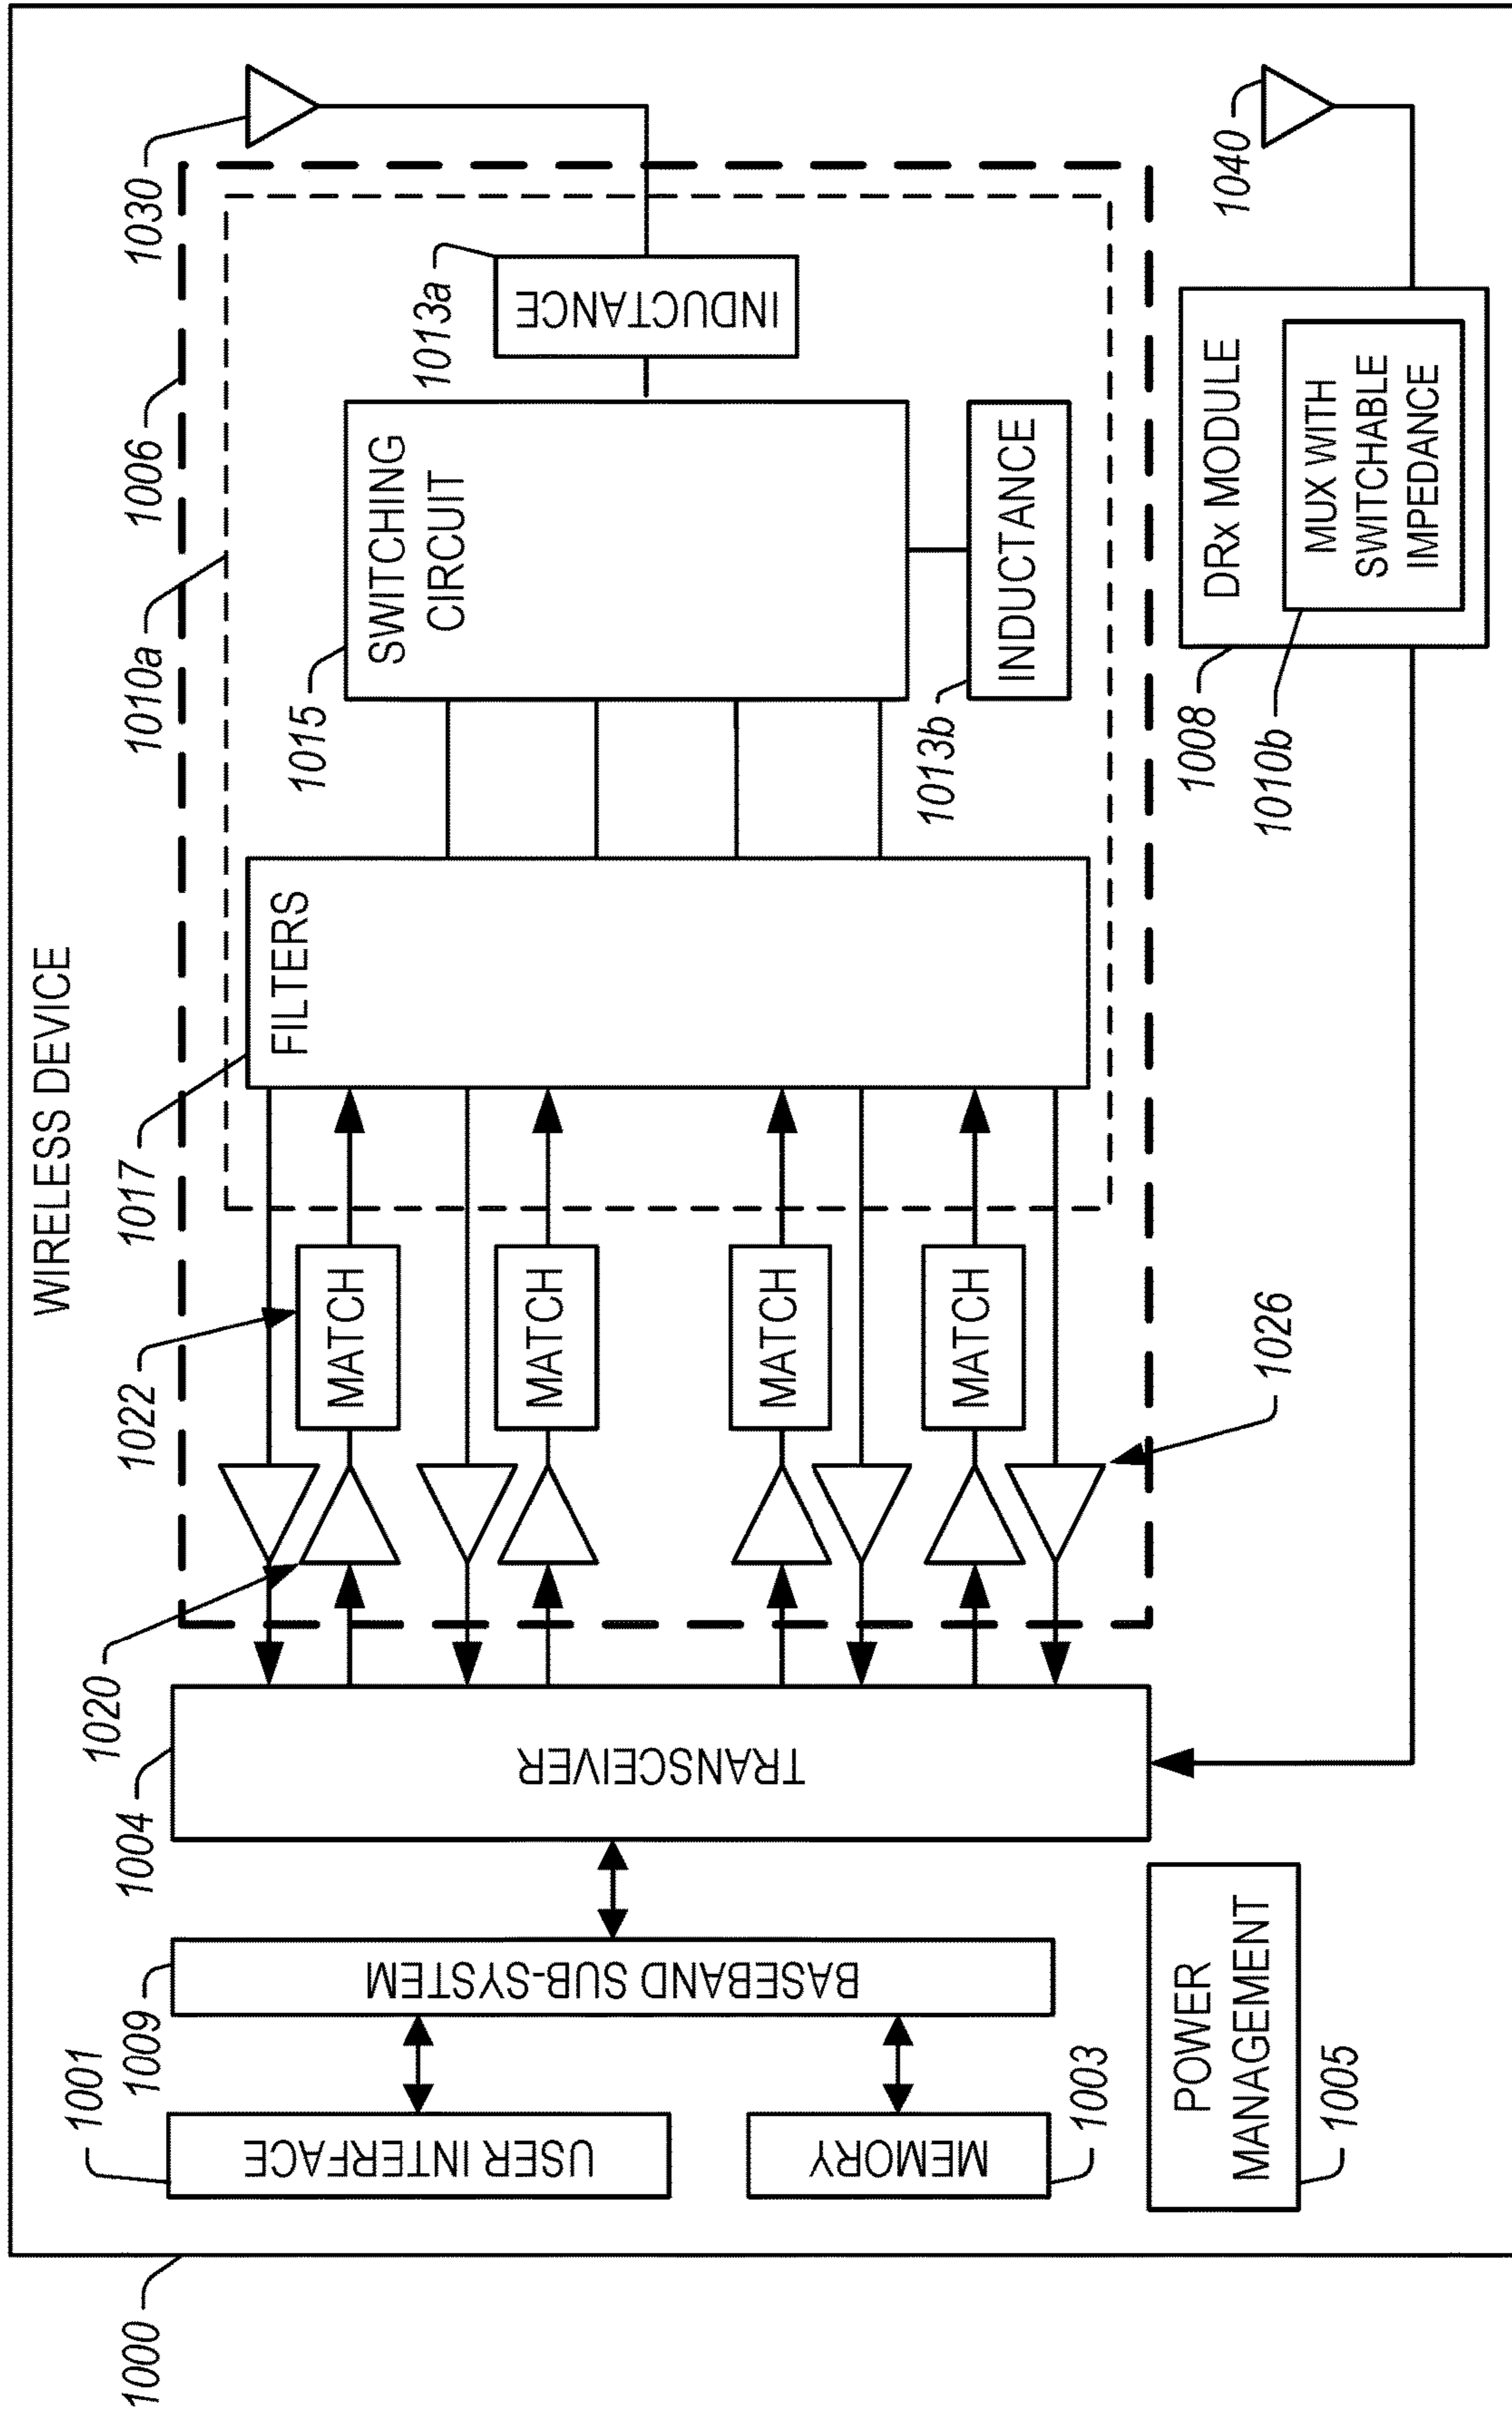 WIRELESS DEVICE
1000
1001
USER INTERFACE
1009
BASEBAND SUB-SYSTEM
MEMORY
1003
POWER
MANAGEMENT
1005
1004
TRANSCEIVER
1020
1022
MATCH
MATCH
MATCH
MATCH
1026
1017
FILTERS
1015
SWITCHING
CIRCUIT
1010a
1006
1013a
INDUCTANCE
1030
1013b
INDUCTANCE
1008
DRx MODULE
1010b
MUX WITH
SWITCHABLE
IMPEDANCE
1040